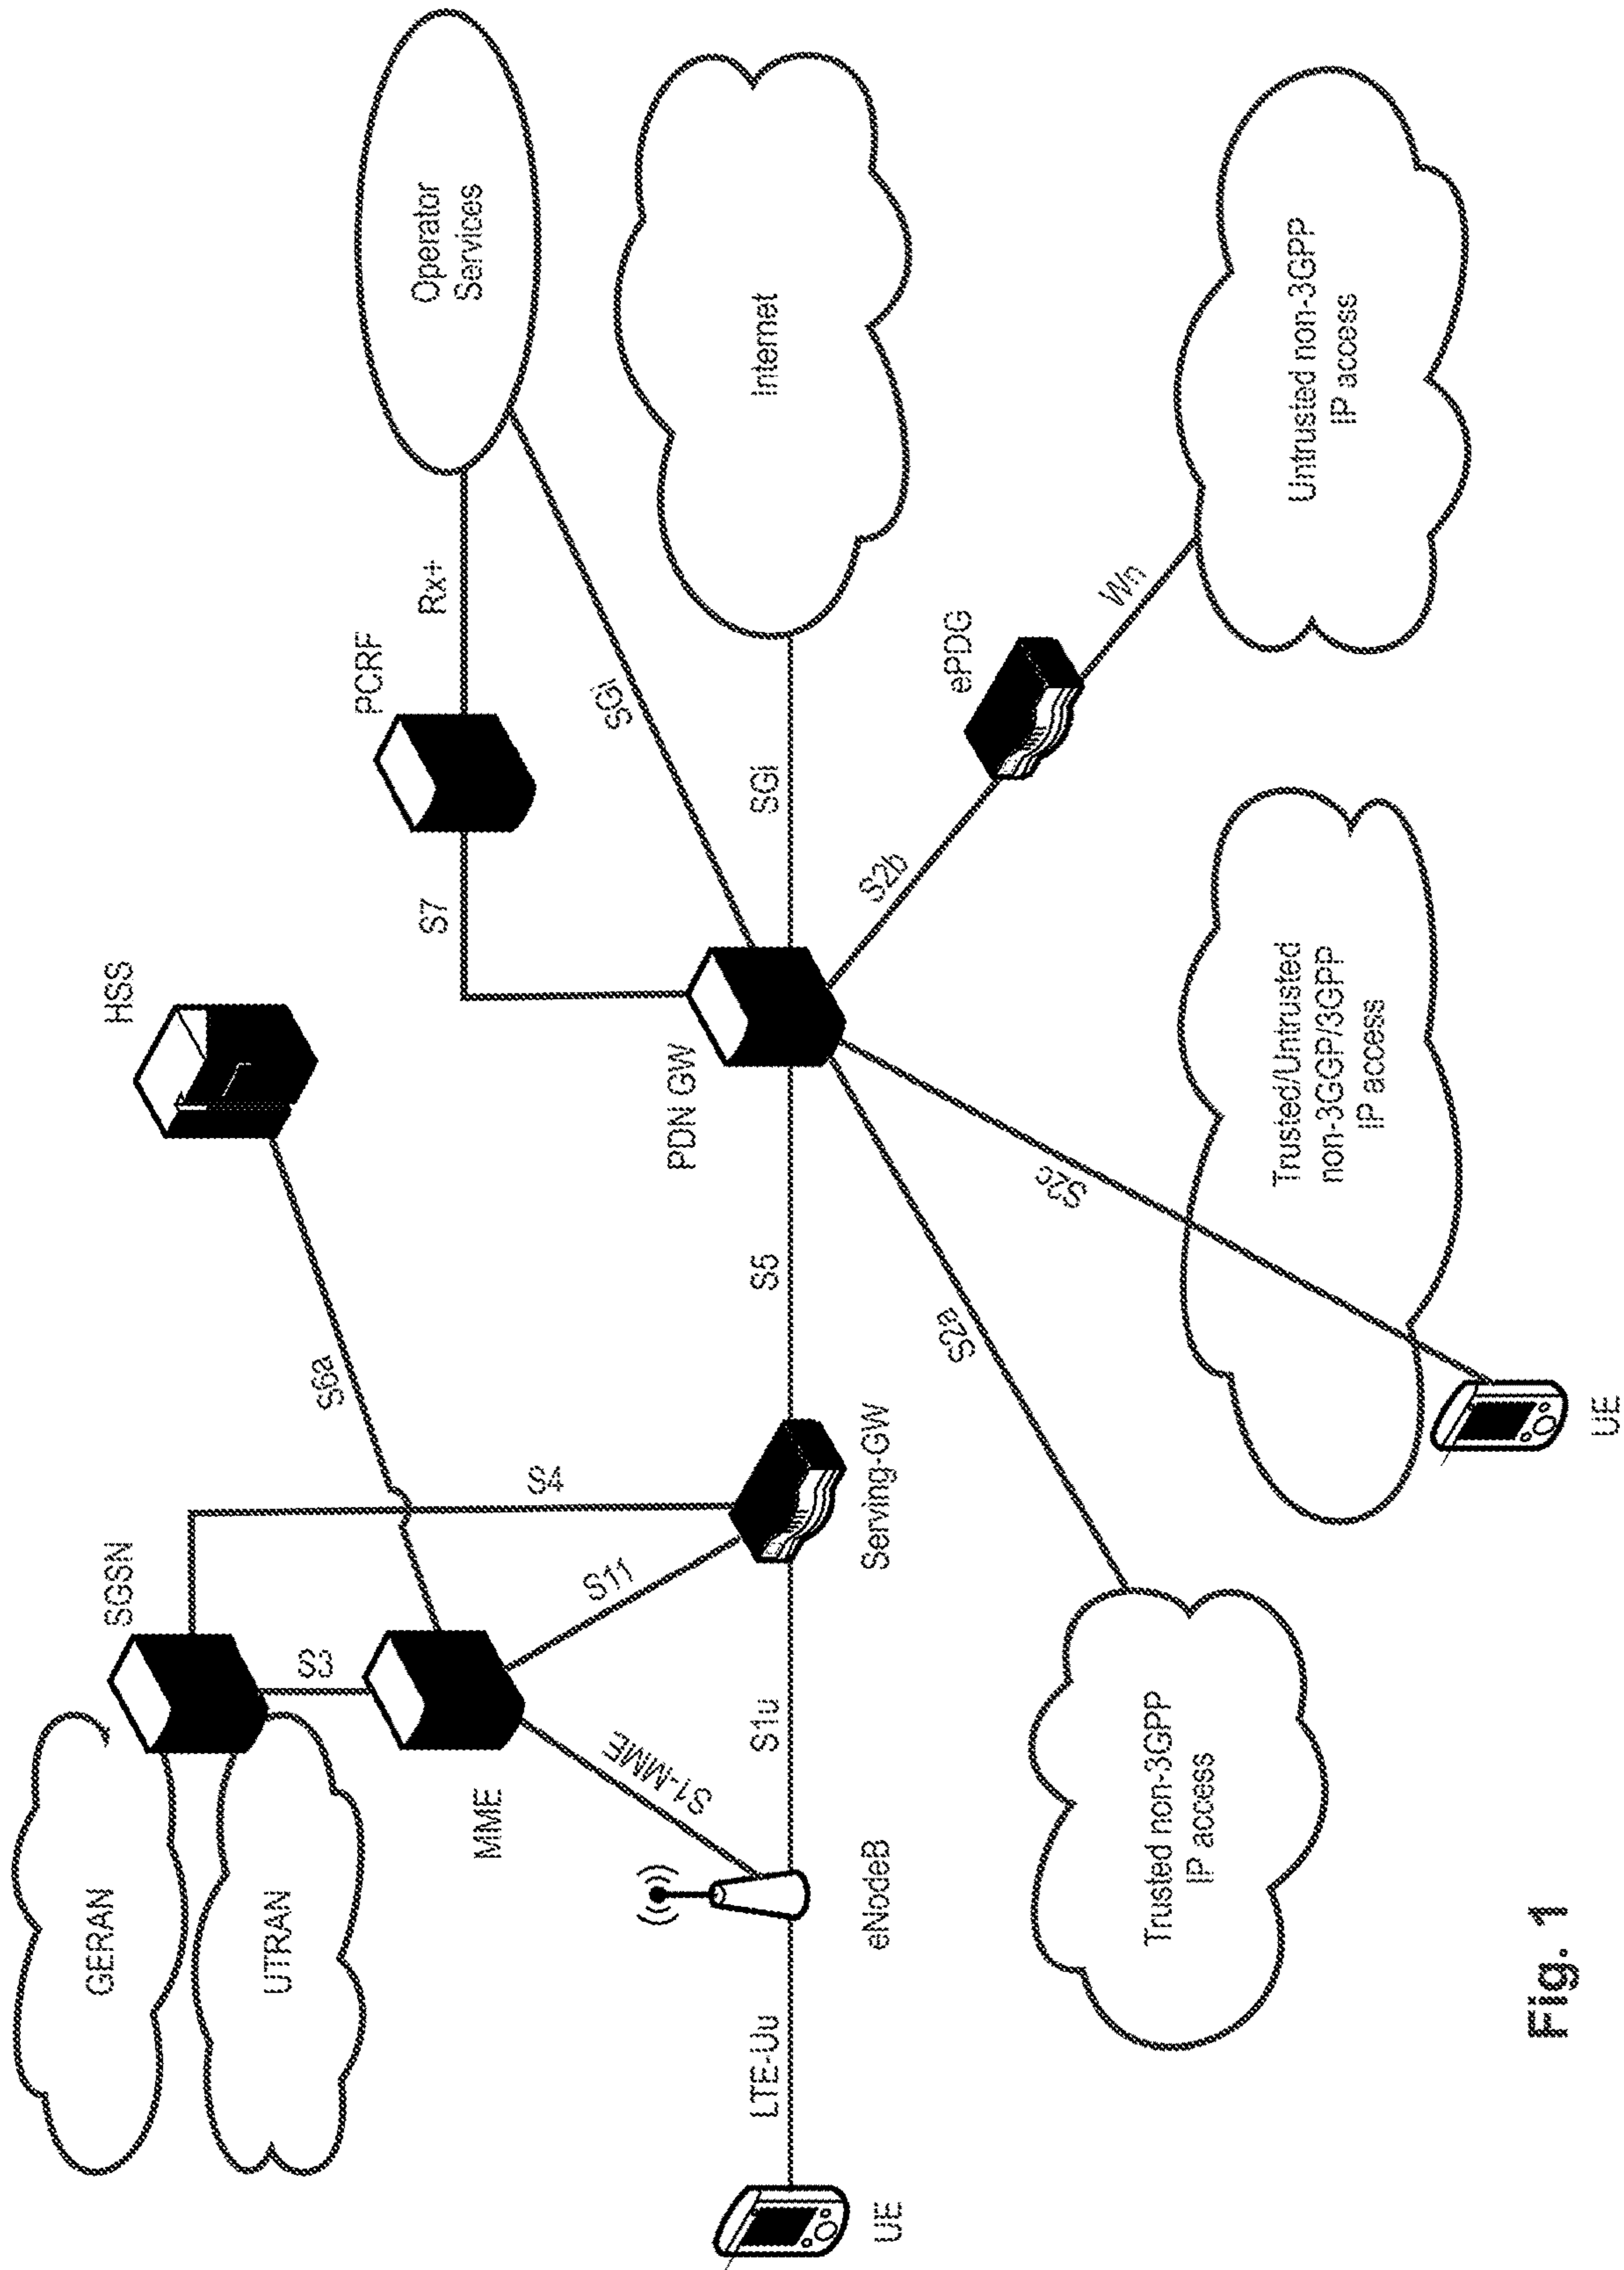 GERAN
UTRAN
SGSN
HSS
S3
S6a
S4
MME
S11
S1-MME
S7
PCRF
Rx+
Operator
Services
SGi
PDN GW
UE
LTE-Uu
eNodeB
S1u
Serving-GW
S5
SGi
Internet
S2a
S2c
S2b
ePDG
Wn
Trusted non-3GPP
IP access
Trusted/Untrusted
non-3GGP/3GPP
IP access
Untrusted non-3GPP
IP access
UE
Fig. 1